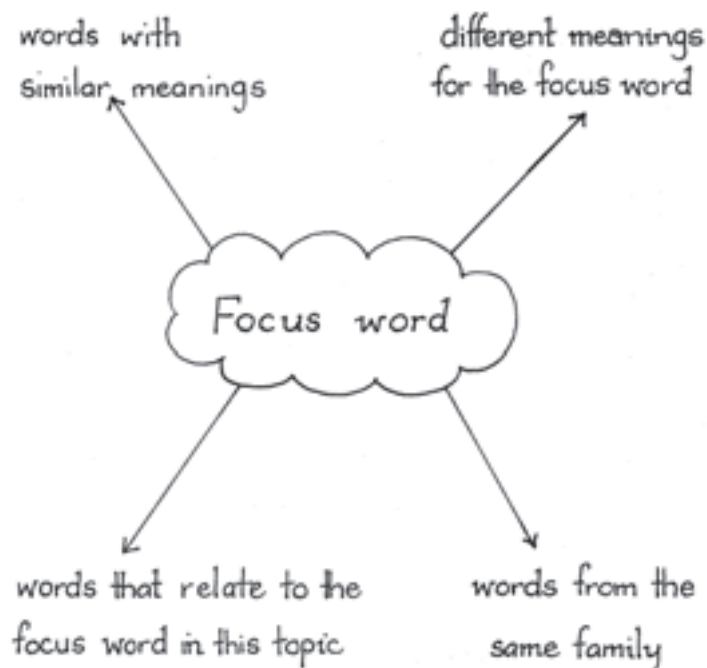 words with
similar meanings
different meanings
for the focus word
Focus word
words that relate to the
focus word in this topic
words from the
same family